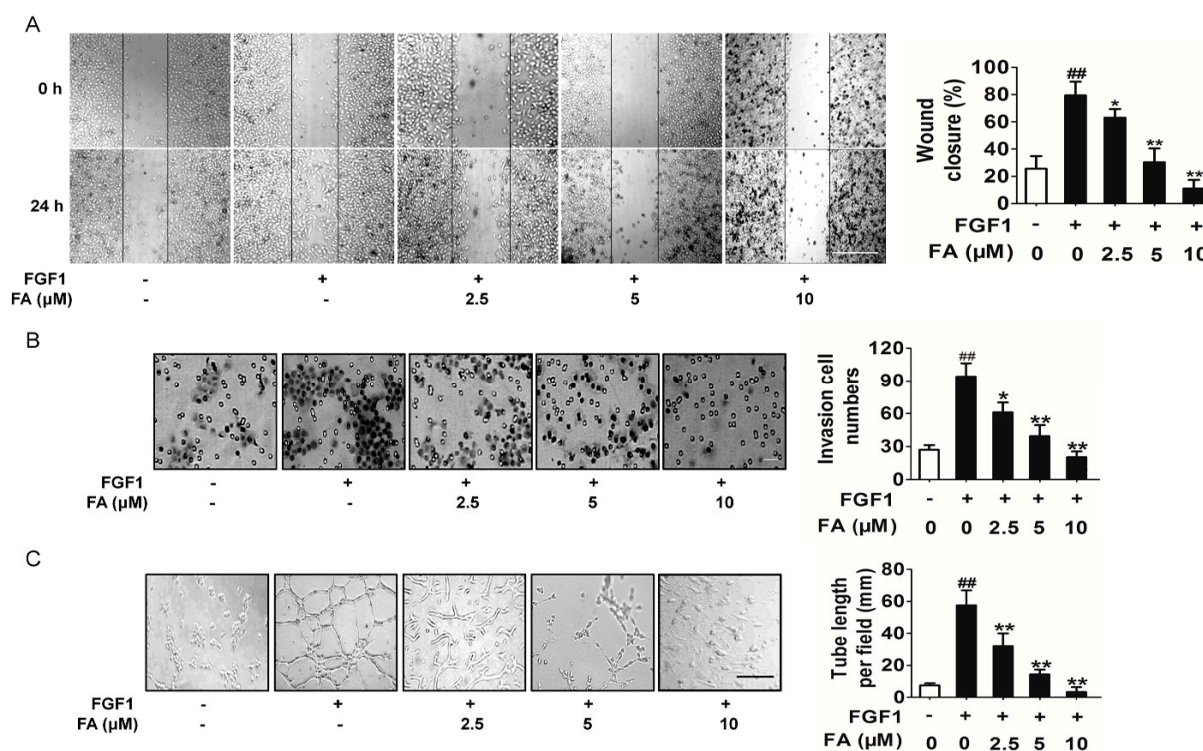 A
0 h
24 h
FGF1 - + + + +
FA (µM) - - 2.5 5 10
Wound closure (%)
100
80
60
40
20
0
##
*
**
**
FGF1 - + + + +
FA (µM) 0 0 2.5 5 10
B
FGF1 - + + + +
FA (µM) - - 2.5 5 10
Invasion cell numbers
120
90
60
30
0
##
*
**
**
FGF1 - + + + +
FA (µM) 0 0 2.5 5 10
C
FGF1 - + + + +
FA (µM) - - 2.5 5 10
Tube length per field (mm)
80
60
40
20
0
##
**
**
**
FGF1 - + + + +
FA (µM) 0 0 2.5 5 10